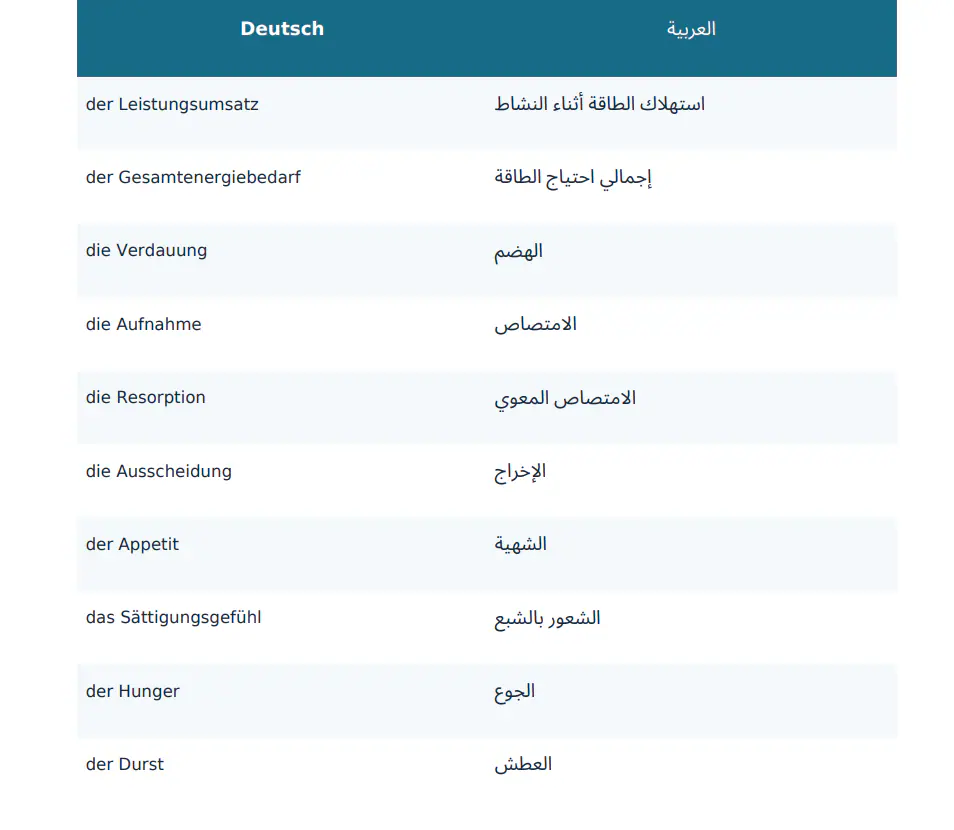 Deutsch العربية
der Leistungsumsatz استهلاك الطاقة أثناء النشاط
der Gesamtenergiebedarf إجمالي احتياج الطاقة
die Verdauung الهضم
die Aufnahme الامتصاص
die Resorption الامتصاص المعوي
die Ausscheidung الإخراج
der Appetit الشهية
das Sättigungsgefühl الشعور بالشبع
der Hunger الجوع
der Durst العطش